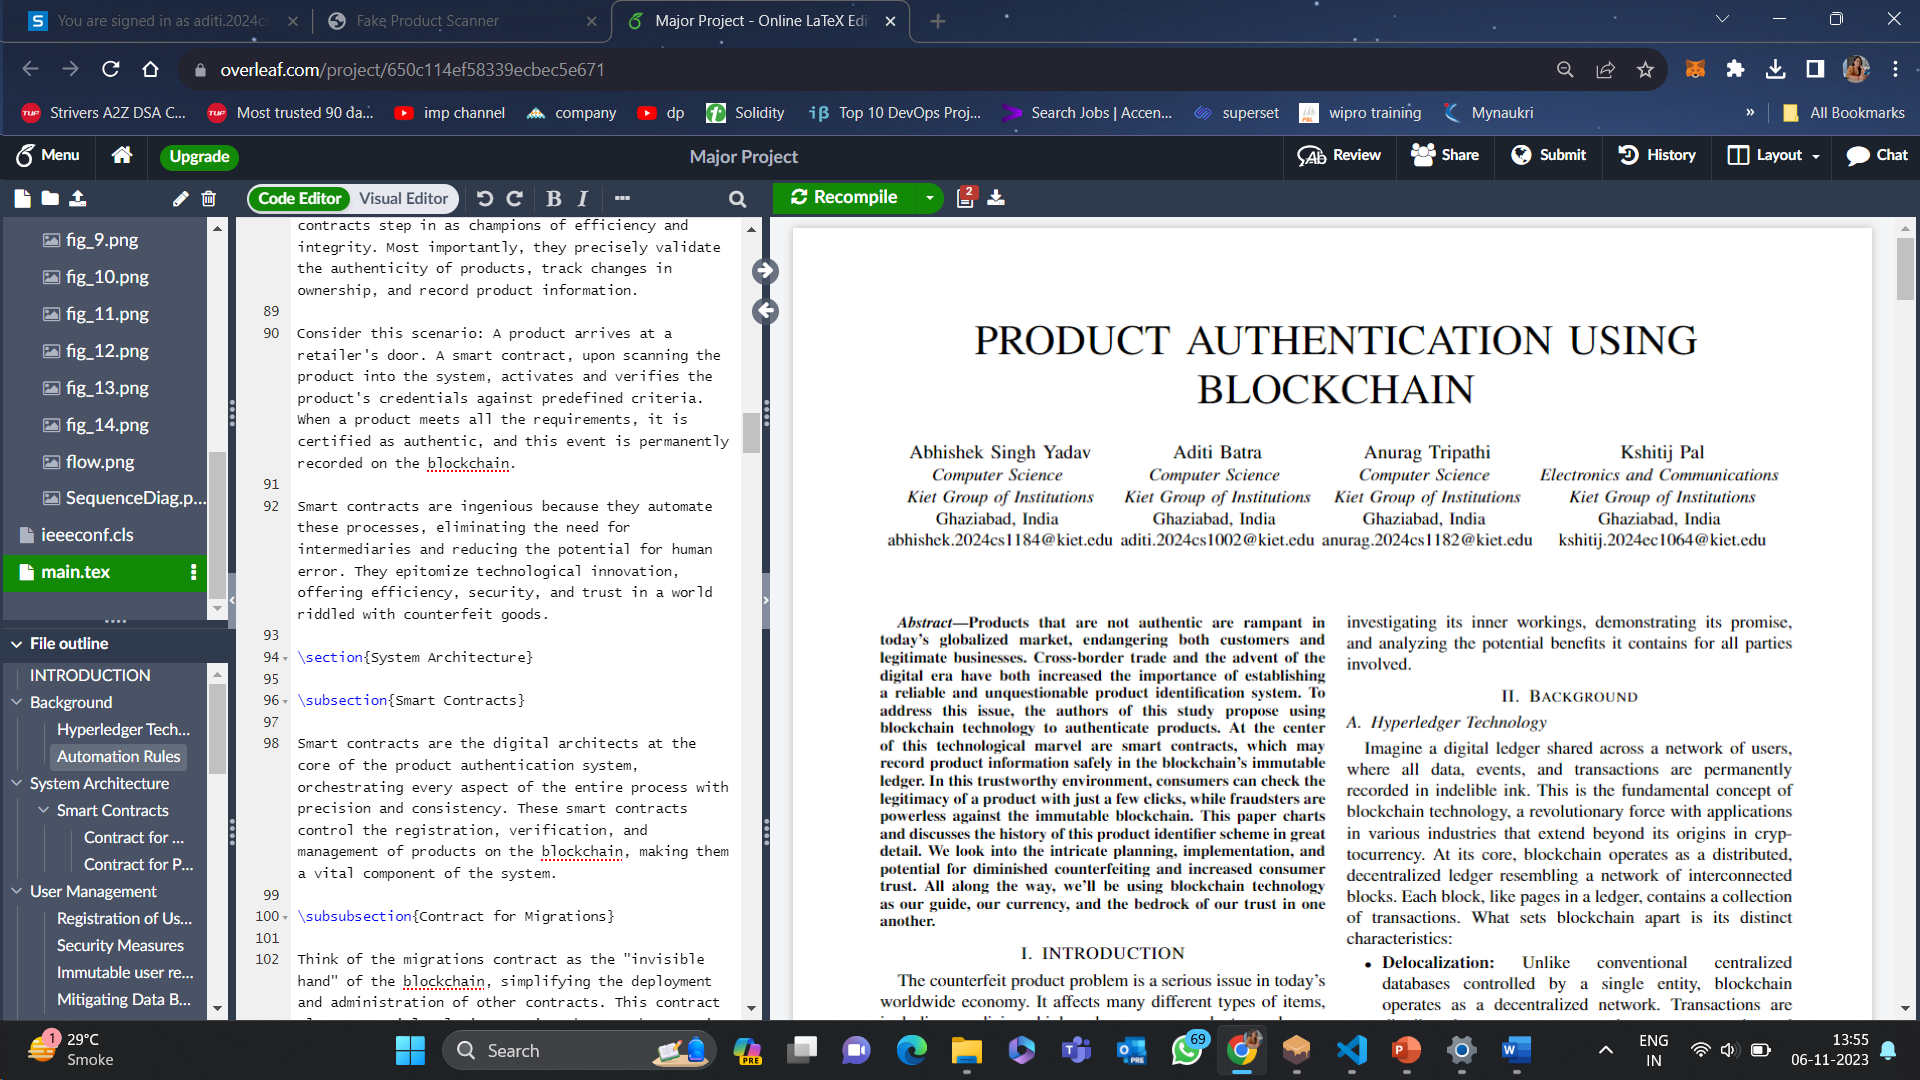 You are signed in as aditi.2024cs
Fake Product Scanner
Major Project - Online LaTeX Edi
overleaf.com/project/650c114ef58339ecbec5e671
Strivers A2Z DSA C...
Most trusted 90 da...
imp channel
company
dp
Solidity
Top 10 DevOps Proj...
Search Jobs | Accen...
superset
wipro training
Mynaukri
»
All Bookmarks
Menu
Upgrade
Major Project
Review
Share
Submit
History
Layout
Chat
Code Editor
Visual Editor
B
I
Recompile
2
fig_9.png
fig_10.png
fig_11.png
fig_12.png
fig_13.png
fig_14.png
flow.png
SequenceDiag.p...
ieeeconf.cls
main.tex
File outline
INTRODUCTION
Background
Hyperledger Tech...
Automation Rules
System Architecture
Smart Contracts
Contract for ...
Contract for P...
User Management
Registration of Us...
Security Measures
Immutable user re...
Mitigating Data B...
contracts step in as champions of efficiency and
integrity. Most importantly, they precisely validate
the authenticity of products, track changes in
ownership, and record product information.
89
90 Consider this scenario: A product arrives at a
retailer's door. A smart contract, upon scanning the
product into the system, activates and verifies the
product's credentials against predefined criteria.
When a product meets all the requirements, it is
certified as authentic, and this event is permanently
recorded on the blockchain.
91
92 Smart contracts are ingenious because they automate
these processes, eliminating the need for
intermediaries and reducing the potential for human
error. They epitomize technological innovation,
offering efficiency, security, and trust in a world
riddled with counterfeit goods.
93
94 \section{System Architecture}
95
96 \subsection{Smart Contracts}
97
98 Smart contracts are the digital architects at the
core of the product authentication system,
orchestrating every aspect of the entire process with
precision and consistency. These smart contracts
control the registration, verification, and
management of products on the blockchain, making them
a vital component of the system.
99
100 \subsubsection{Contract for Migrations}
101
102 Think of the migrations contract as the "invisible
hand" of the blockchain, simplifying the deployment
and administration of other contracts. This contract
PRODUCT AUTHENTICATION USING
BLOCKCHAIN
Abhishek Singh Yadav
Computer Science
Kiet Group of Institutions
Ghaziabad, India
abhishek.2024cs1184@kiet.edu
Aditi Batra
Computer Science
Kiet Group of Institutions
Ghaziabad, India
aditi.2024cs1002@kiet.edu
Anurag Tripathi
Computer Science
Kiet Group of Institutions
Ghaziabad, India
anurag.2024cs1182@kiet.edu
Kshitij Pal
Electronics and Communications
Kiet Group of Institutions
Ghaziabad, India
kshitij.2024ec1064@kiet.edu
Abstract—Products that are not authentic are rampant in
today's globalized market, endangering both customers and
legitimate businesses. Cross-border trade and the advent of the
digital era have both increased the importance of establishing
a reliable and unquestionable product identification system. To
address this issue, the authors of this study propose using
blockchain technology to authenticate products. At the center
of this technological marvel are smart contracts, which may
record product information safely in the blockchain's immutable
ledger. In this trustworthy environment, consumers can check the
legitimacy of a product with just a few clicks, while fraudsters are
powerless against the immutable blockchain. This paper charts
and discusses the history of this product identifier scheme in great
detail. We look into the intricate planning, implementation, and
potential for diminished counterfeiting and increased consumer
trust. All along the way, we'll be using blockchain technology
as our guide, our currency, and the bedrock of our trust in one
another.
I. INTRODUCTION
The counterfeit product problem is a serious issue in today's
worldwide economy. It affects many different types of items,
investigating its inner workings, demonstrating its promise,
and analyzing the potential benefits it contains for all parties
involved.
II. BACKGROUND
A. Hyperledger Technology
Imagine a digital ledger shared across a network of users,
where all data, events, and transactions are permanently
recorded in indelible ink. This is the fundamental concept of
blockchain technology, a revolutionary force with applications
in various industries that extend beyond its origins in cryp-
tocurrency. At its core, blockchain operates as a distributed,
decentralized ledger resembling a network of interconnected
blocks. Each block, like pages in a ledger, contains a collection
of transactions. What sets blockchain apart is its distinct
characteristics:
• Delocalization: Unlike conventional centralized
databases controlled by a single entity, blockchain
operates as a decentralized network. Transactions are
1
29°C
Smoke
Search
PRE
PRE
69
ENG
IN
13:55
06-11-2023